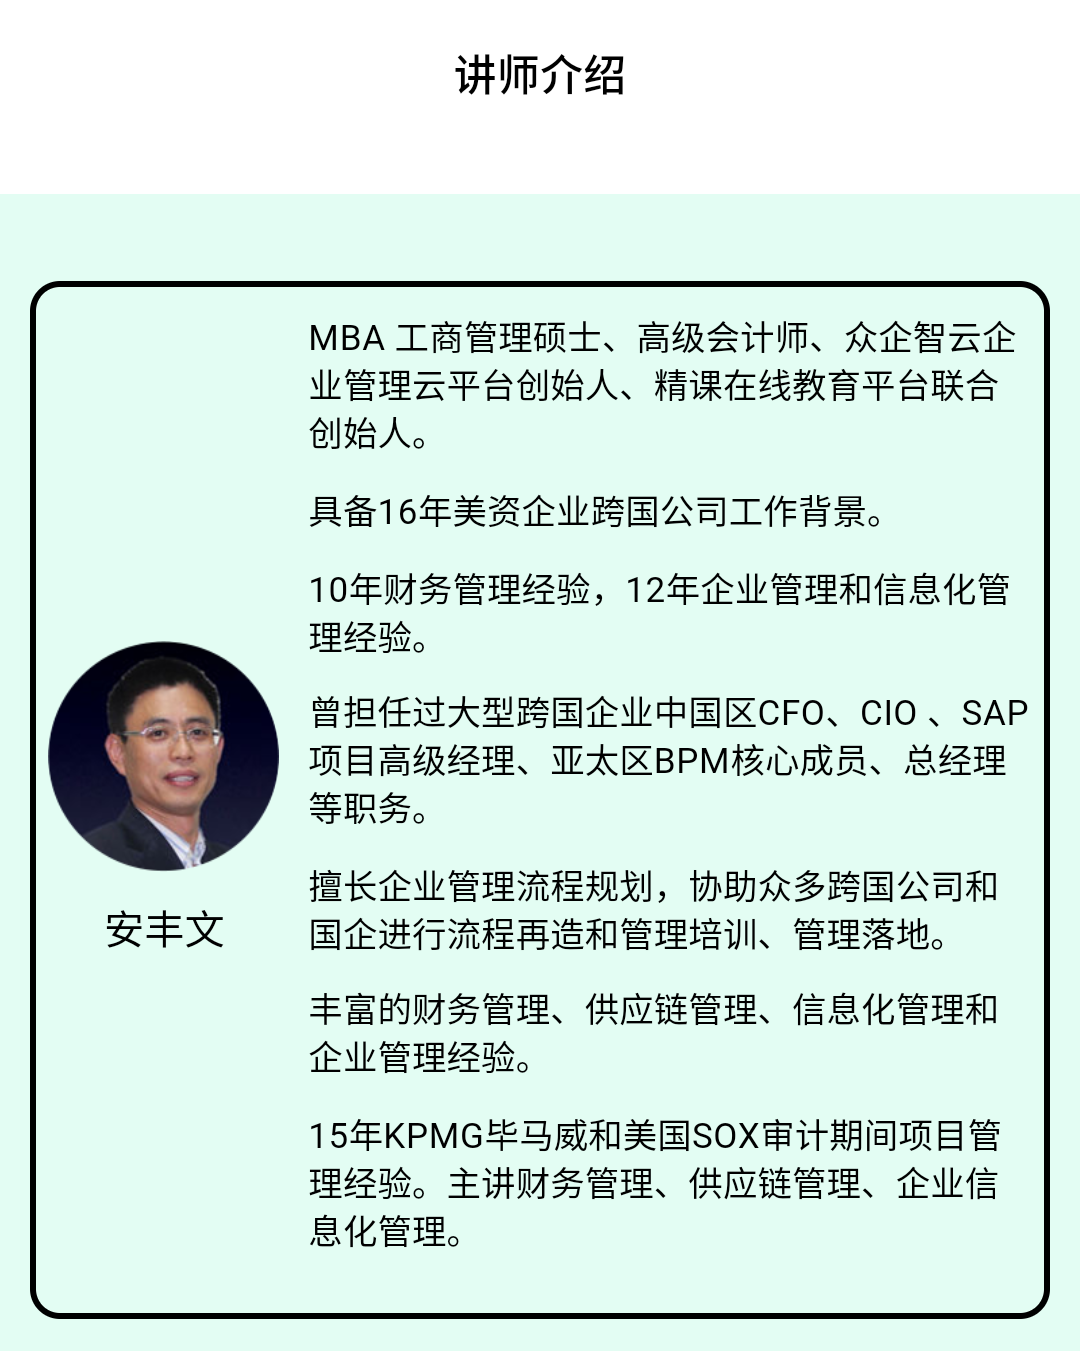 讲师介绍
MBA 工商管理硕士、高级会计师、众企智云企
业管理云平台创始人、精课在线教育平台联合
创始人。
具备16年美资企业跨国公司工作背景。
10年财务管理经验，12年企业管理和信息化管
理经验。
曾担任过大型跨国企业中国区CFO、CIO 、SAP
项目高级经理、亚太区BPM核心成员、总经理
等职务。
擅长企业管理流程规划，协助众多跨国公司和
国企进行流程再造和管理培训、管理落地。
丰富的财务管理、供应链管理、信息化管理和
企业管理经验。
15年KPMG毕马威和美国SOX审计期间项目管
理经验。主讲财务管理、供应链管理、企业信
息化管理。
安丰文